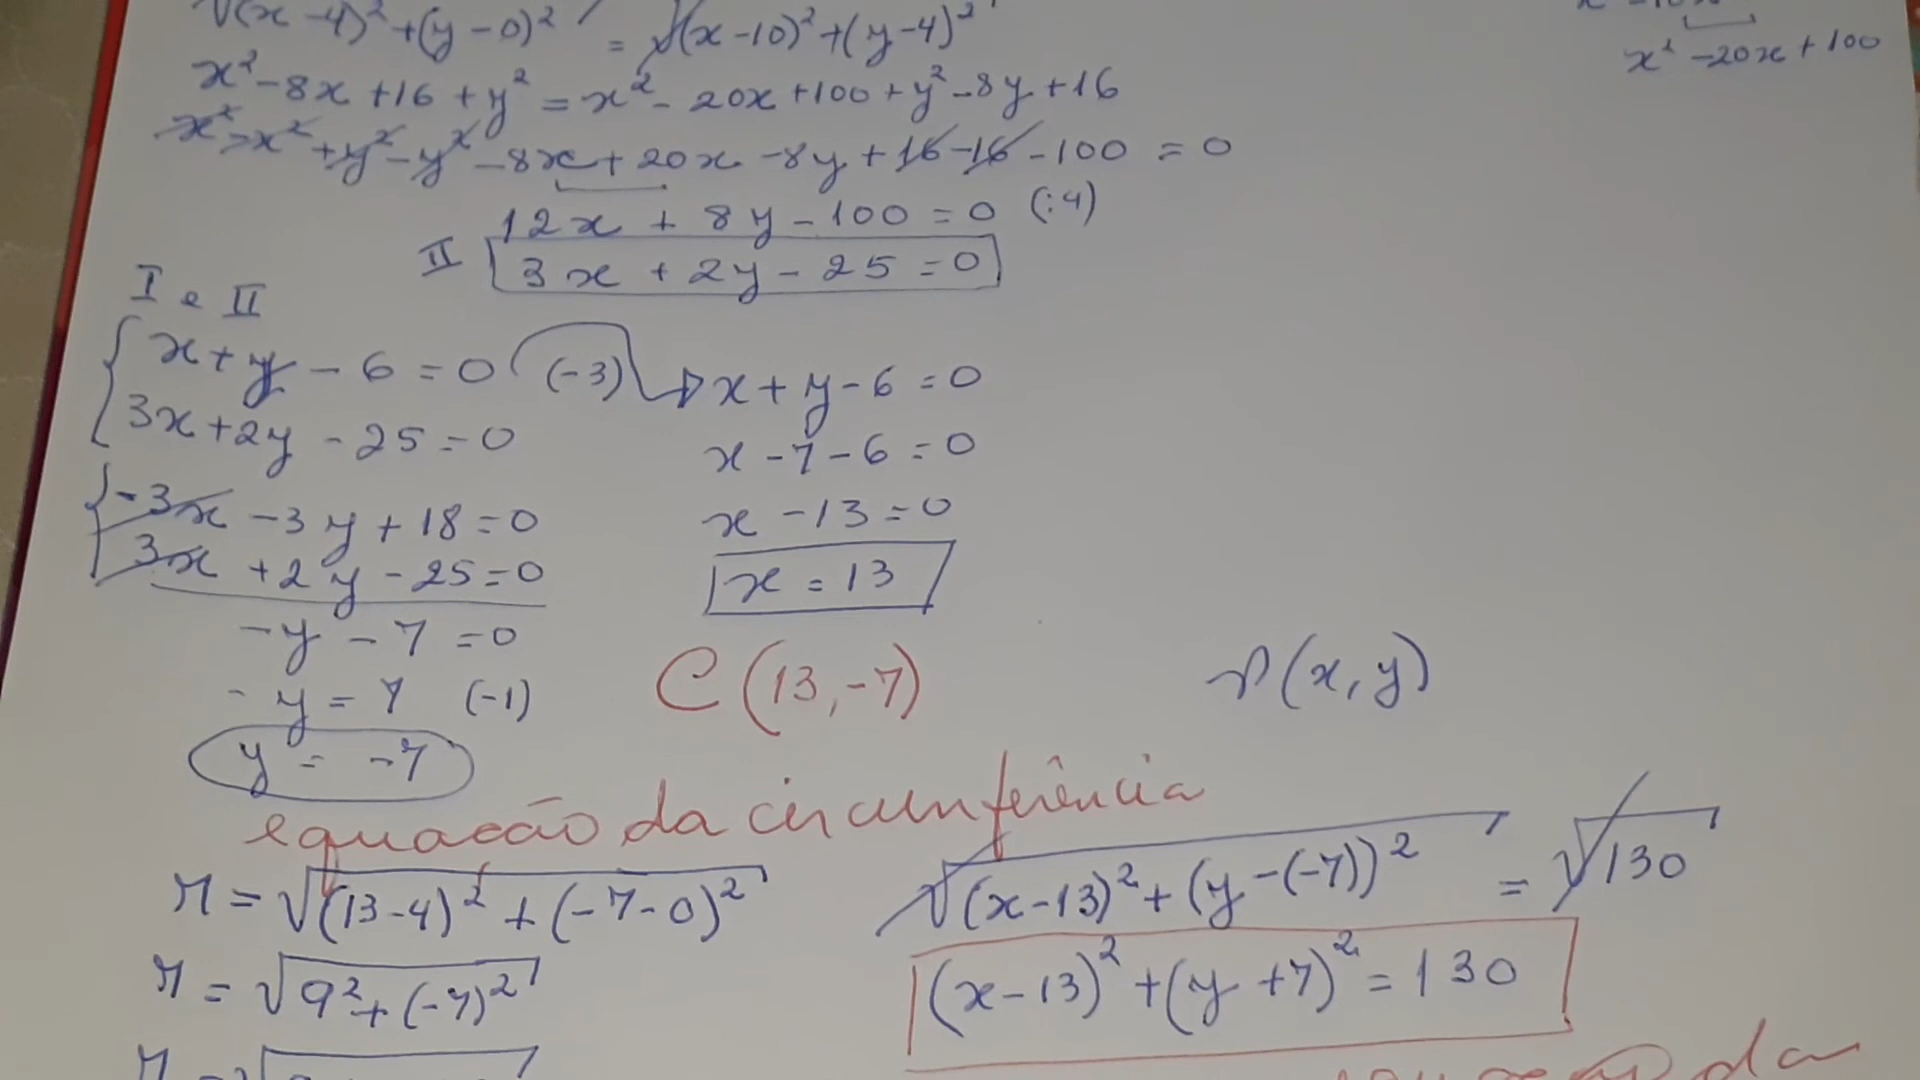 √(x-4)²+(y-0)² = √(x-10)²+(y-4)²
x²-20x+100
x²-8x+16+y² = x²-20x+100+y²-8y+16
x²-x²+y²-y²-8x+20x-8y+16-16-100=0
12x+8y-100=0 (:4)
II 3x+2y-25=0
I e II
x+y-6=0 (-3)
3x+2y-25=0
-3x-3y+18=0
3x+2y-25=0
-y-7=0
-y=7 (-1)
y=-7
x+y-6=0
x-7-6=0
x-13=0
x=13
C(13,-7)
P(x,y)
equação da circunferência
r=√(13-4)²+(-7-0)²
r=√9²+(-7)²
√(x-13)²+(y-(-7))² = √130
(x-13)²+(y+7)²=130